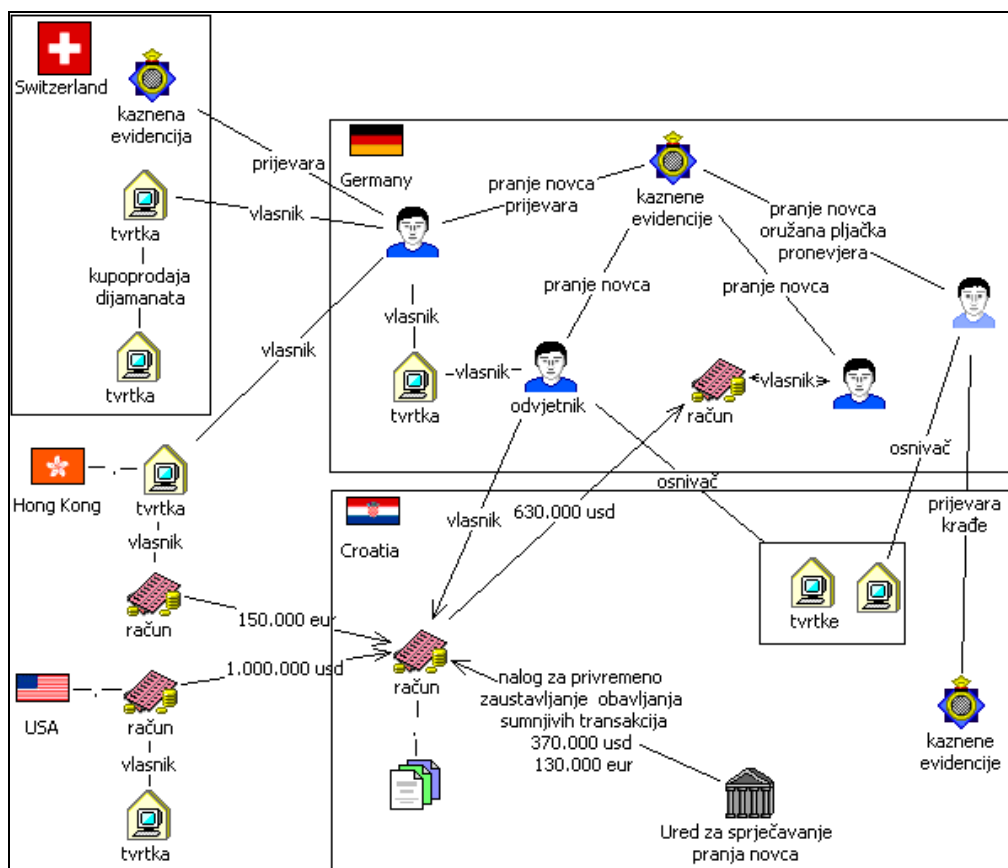 Switzerland
kaznena
evidencija
prijevara
tvrtka
vlasnik
kupoprodaja
dijamanata
tvrtka
vlasnik
Germany
pranje novca
prijevara
kaznene
evidencije
pranje novca
oružana pljačka
pronevjera
pranje novca
pranje novca
vlasnik
tvrtka
vlasnik
odvjetnik
račun
vlasnik
osnivač
osnivač
prijevara
krađe
Hong Kong
tvrtka
vlasnik
račun
150.000 eur
1.000.000 usd
USA
račun
vlasnik
tvrtka
Croatia
vlasnik
630.000 usd
tvrtke
račun
nalog za privremeno
zaustavljanje obavljanja
sumnjivih transakcija
370.000 usd
130.000 eur
kaznene
evidencije
Ured za sprječavanje
pranja novca